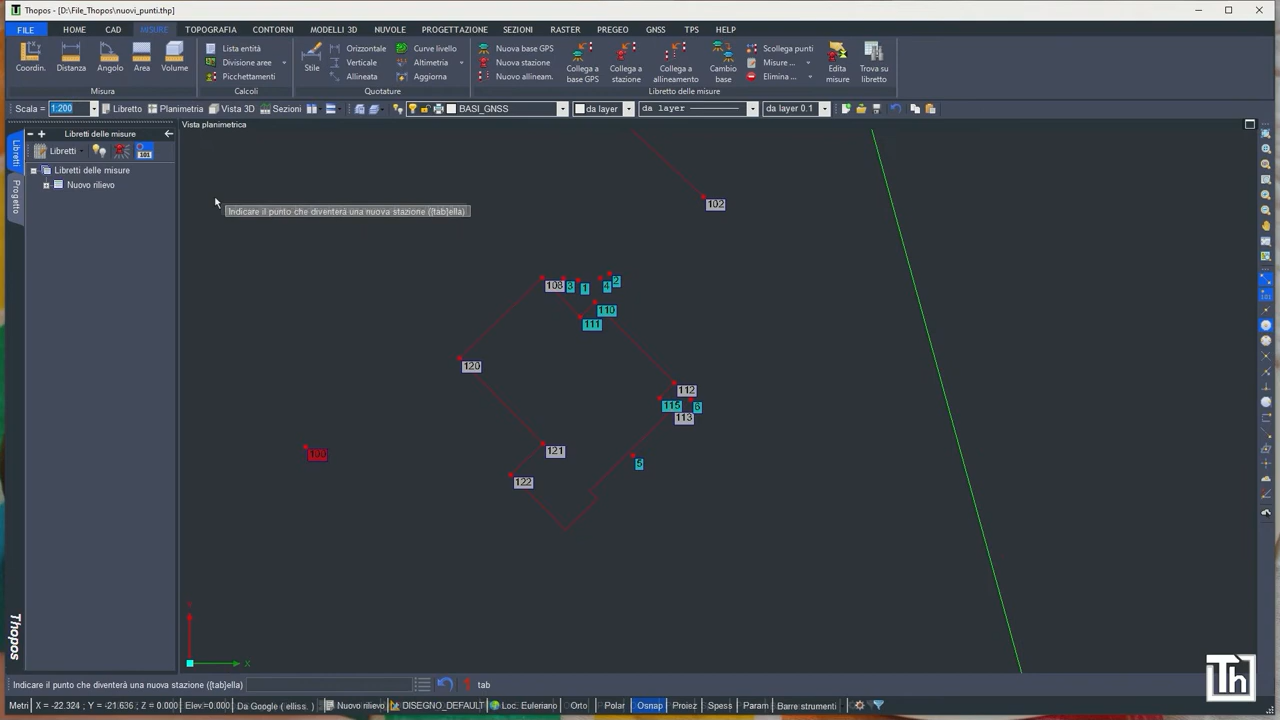 Thopos - [D:\File_Thopos\nuovi_punti.thp]
FILE HOME CAD MISURE TOPOGRAFIA CONTORNI MODELLI 3D NUVOLE PROGETTAZIONE SEZIONI RASTER PREGEO GNSS TPS HELP
Lista entità Orizzontale Curve livello Nuova base GPS Scollega punti
Divisione aree Verticale Altimetria Nuova stazione Misure ...
Coordin. Distanza Angolo Area Volume Picchettamenti Stile Allineata Aggiorna Nuovo allineam. Collega a base GPS Collega a stazione Collega a allineamento Cambio base Elimina ... Edita misura Trova su libretto
Misura Calcoli Quotature Libretto delle misure
Scale = 1:200 Libretto Planimetria Vista 3D Sezioni BASI_GNSS da layer da layer da layer 0.1
Vista planimetrica
Libretti delle misure
Libretti
101
Libretti delle misure
Nuovo rilievo
Libretti
Progetto
Indicare il punto che diventerà una nuova stazione ({tab}ella)
102
2
3
1
4
110
111
120
112
115
6
113
121
5
122
X
Thopos
Th
Indicare il punto che diventerà una nuova stazione ({tab}ella) tab
Metri X = -22.324, Y = -21.636, Z = 0.000 Elev=0.000 Da Google ( elliss. ) Nuovo rilievo DISEGNO_DEFAULT Loc. Euleriano Orto Polar Osnap Proiez Spess Param Barre strumenti